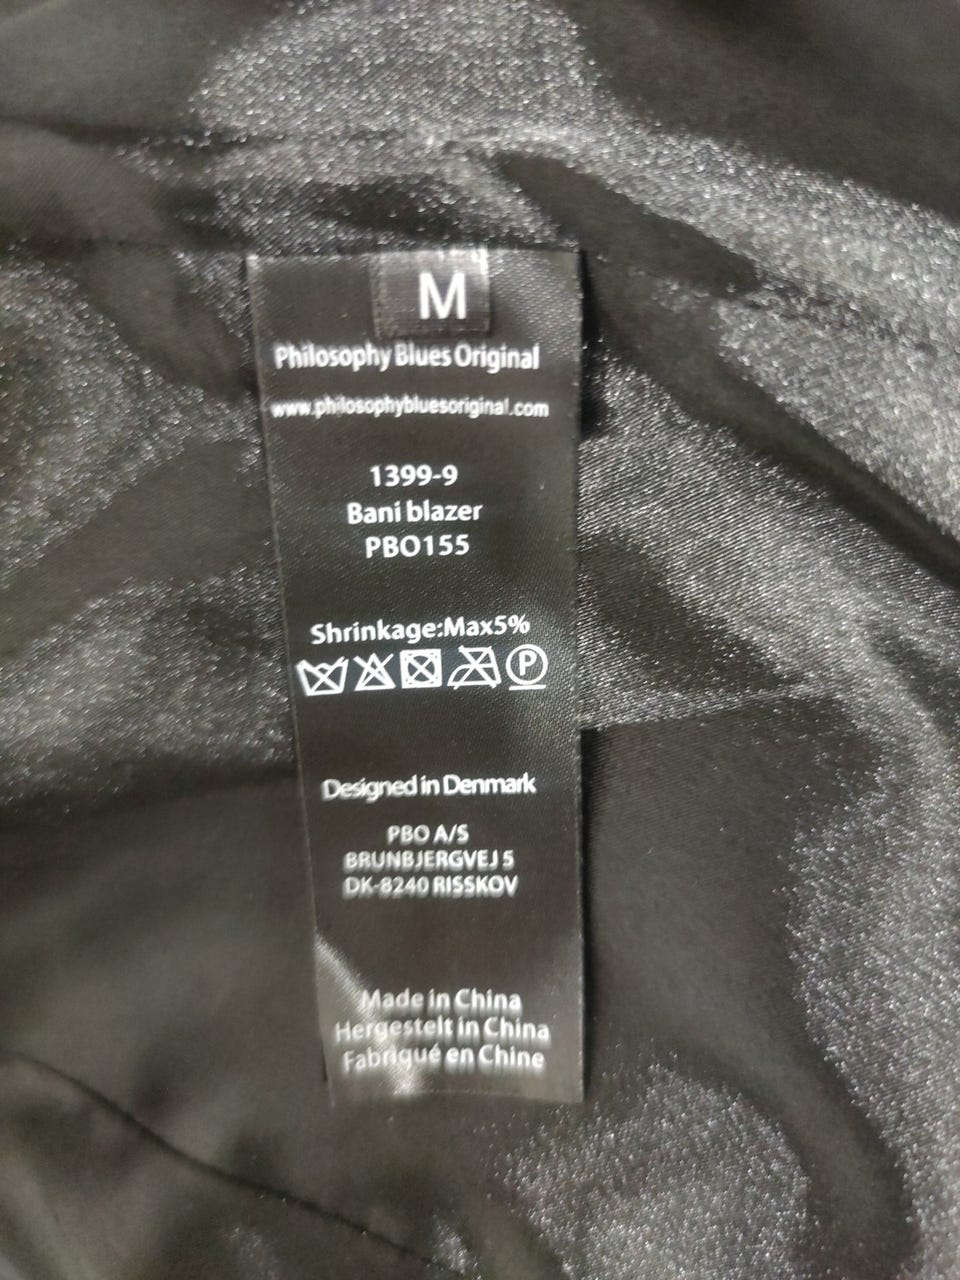 M
Philosophy Blues Original
www.philosophybluesoriginal.com
1399-9
Bani blazer
PBO155
Shrinkage:Max5%
P
Designed in Denmark
PBO A/S
BRUNBJERGVEJ 5
DK-8240 RISSKOV
Made in China
Hergestelt in China
Fabriqué en Chine